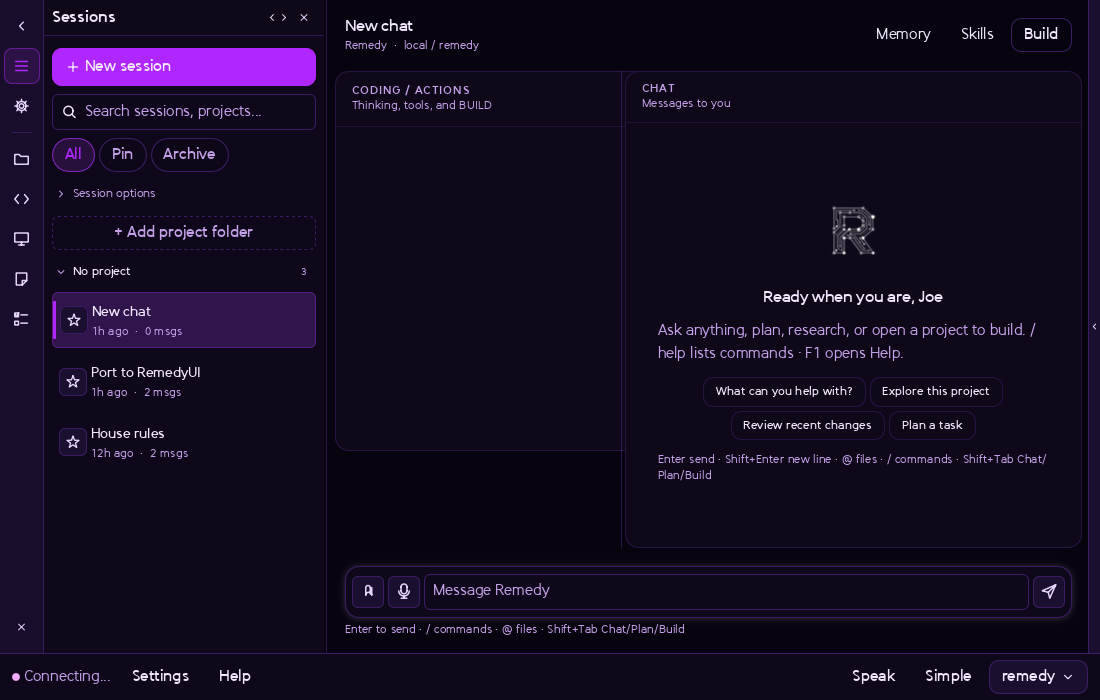 Sessions
+ New session
Search sessions, projects...
All
Pin
Archive
Session options
+ Add project folder
No project
3
New chat
1h ago · 0 msgs
Port to RemedyUI
1h ago · 2 msgs
House rules
12h ago · 2 msgs
New chat
Remedy · local / remedy
Memory
Skills
Build
CODING / ACTIONS
Thinking, tools, and BUILD
CHAT
Messages to you
R
Ready when you are, Joe
Ask anything, plan, research, or open a project to build. /
help lists commands · F1 opens Help.
What can you help with?
Explore this project
Review recent changes
Plan a task
Enter send · Shift+Enter new line · @ files · / commands · Shift+Tab Chat/
Plan/Build
Message Remedy
Enter to send · / commands · @ files · Shift+Tab Chat/Plan/Build
Connecting...
Settings
Help
Speak
Simple
remedy